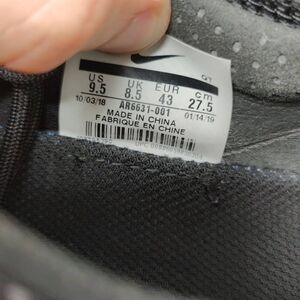 US UK EUR cm
9.5 8.5 43 27.5
10/03/18 AR6631-001 01/14/19
MADE IN CHINA
FABRIQUE EN CHINE